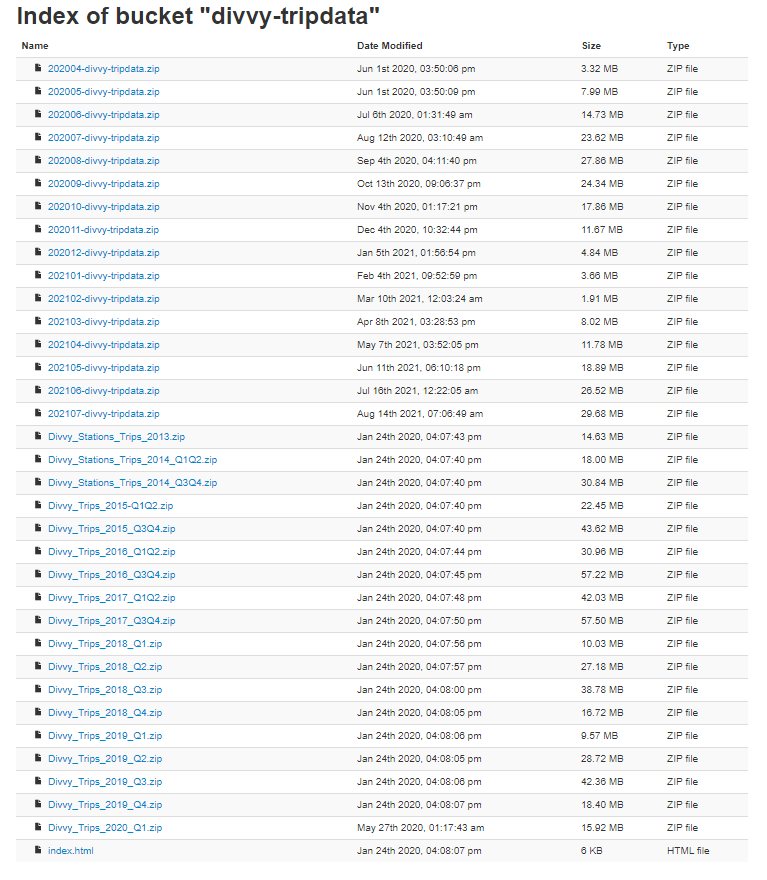 Index of bucket "divvy-tripdata"
Name Date Modified Size Type
202004-divvy-tripdata.zip Jun 1st 2020, 03:50:06 pm 3.32 MB ZIP file
202005-divvy-tripdata.zip Jun 1st 2020, 03:50:09 pm 7.99 MB ZIP file
202006-divvy-tripdata.zip Jul 6th 2020, 01:31:49 am 14.73 MB ZIP file
202007-divvy-tripdata.zip Aug 12th 2020, 03:10:49 am 23.62 MB ZIP file
202008-divvy-tripdata.zip Sep 4th 2020, 04:11:40 pm 27.86 MB ZIP file
202009-divvy-tripdata.zip Oct 13th 2020, 09:06:37 pm 24.34 MB ZIP file
202010-divvy-tripdata.zip Nov 4th 2020, 01:17:21 pm 17.86 MB ZIP file
202011-divvy-tripdata.zip Dec 4th 2020, 10:32:44 pm 11.67 MB ZIP file
202012-divvy-tripdata.zip Jan 5th 2021, 01:56:54 pm 4.84 MB ZIP file
202101-divvy-tripdata.zip Feb 4th 2021, 09:52:59 pm 3.66 MB ZIP file
202102-divvy-tripdata.zip Mar 10th 2021, 12:03:24 am 1.91 MB ZIP file
202103-divvy-tripdata.zip Apr 8th 2021, 03:28:53 pm 8.02 MB ZIP file
202104-divvy-tripdata.zip May 7th 2021, 03:52:05 pm 11.78 MB ZIP file
202105-divvy-tripdata.zip Jun 11th 2021, 06:10:18 pm 18.89 MB ZIP file
202106-divvy-tripdata.zip Jul 16th 2021, 12:22:05 am 26.52 MB ZIP file
202107-divvy-tripdata.zip Aug 14th 2021, 07:06:49 am 29.68 MB ZIP file
Divvy_Stations_Trips_2013.zip Jan 24th 2020, 04:07:43 pm 14.63 MB ZIP file
Divvy_Stations_Trips_2014_Q1Q2.zip Jan 24th 2020, 04:07:40 pm 18.00 MB ZIP file
Divvy_Stations_Trips_2014_Q3Q4.zip Jan 24th 2020, 04:07:40 pm 30.84 MB ZIP file
Divvy_Trips_2015-Q1Q2.zip Jan 24th 2020, 04:07:40 pm 22.45 MB ZIP file
Divvy_Trips_2015_Q3Q4.zip Jan 24th 2020, 04:07:40 pm 43.62 MB ZIP file
Divvy_Trips_2016_Q1Q2.zip Jan 24th 2020, 04:07:44 pm 30.96 MB ZIP file
Divvy_Trips_2016_Q3Q4.zip Jan 24th 2020, 04:07:45 pm 57.22 MB ZIP file
Divvy_Trips_2017_Q1Q2.zip Jan 24th 2020, 04:07:48 pm 42.03 MB ZIP file
Divvy_Trips_2017_Q3Q4.zip Jan 24th 2020, 04:07:50 pm 57.50 MB ZIP file
Divvy_Trips_2018_Q1.zip Jan 24th 2020, 04:07:56 pm 10.03 MB ZIP file
Divvy_Trips_2018_Q2.zip Jan 24th 2020, 04:07:57 pm 27.18 MB ZIP file
Divvy_Trips_2018_Q3.zip Jan 24th 2020, 04:08:00 pm 38.78 MB ZIP file
Divvy_Trips_2018_Q4.zip Jan 24th 2020, 04:08:05 pm 16.72 MB ZIP file
Divvy_Trips_2019_Q1.zip Jan 24th 2020, 04:08:06 pm 9.57 MB ZIP file
Divvy_Trips_2019_Q2.zip Jan 24th 2020, 04:08:05 pm 28.72 MB ZIP file
Divvy_Trips_2019_Q3.zip Jan 24th 2020, 04:08:06 pm 42.36 MB ZIP file
Divvy_Trips_2019_Q4.zip Jan 24th 2020, 04:08:07 pm 18.40 MB ZIP file
Divvy_Trips_2020_Q1.zip May 27th 2020, 01:17:43 am 15.92 MB ZIP file
index.html Jan 24th 2020, 04:08:07 pm 6 KB HTML file